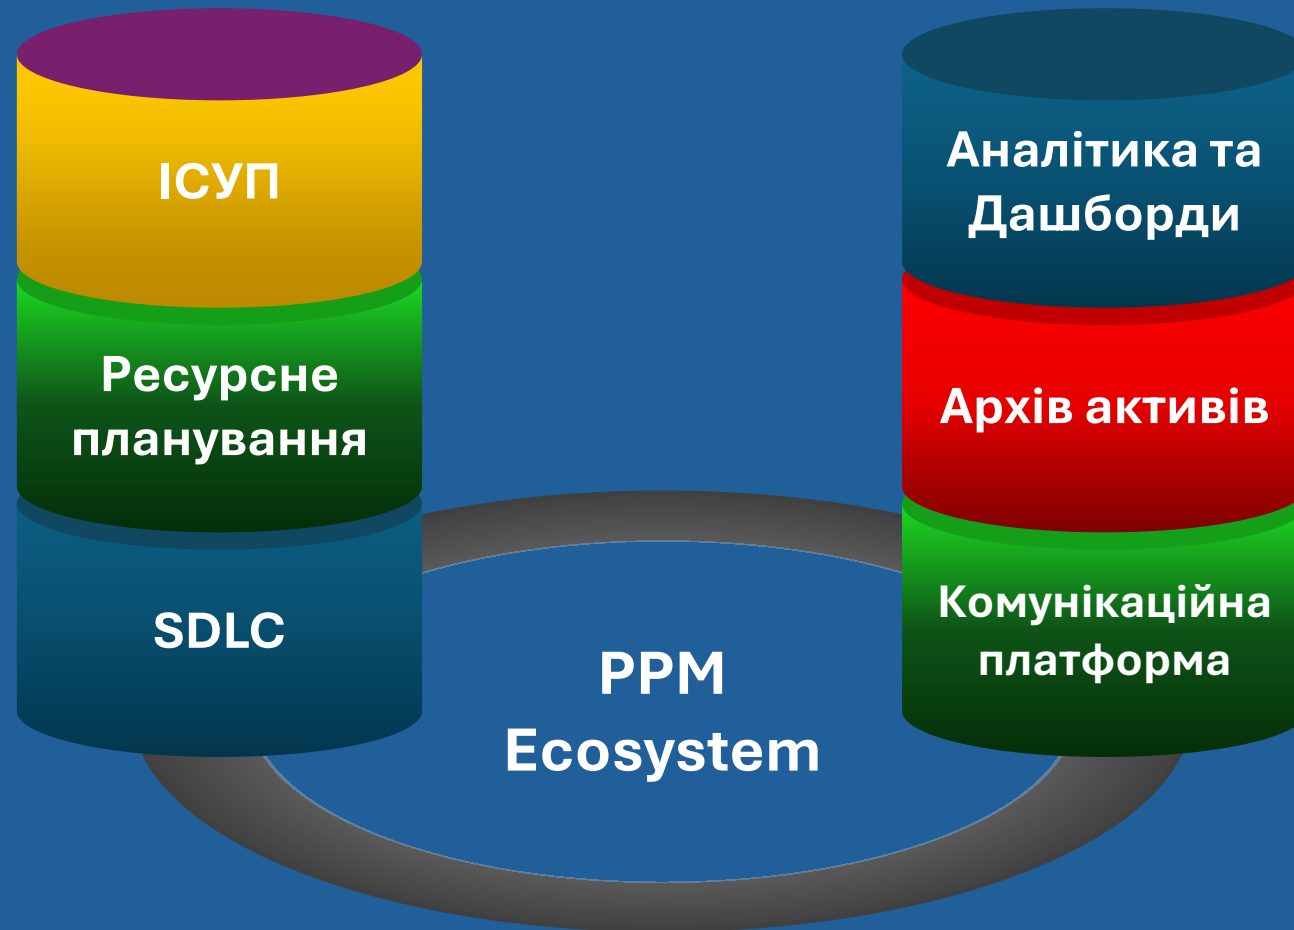 ІСУП
Ресурсне
планування
SDLC
PPM
Ecosystem
Аналітика та
Дашборди
Архів активів
Комунікаційна
платформа